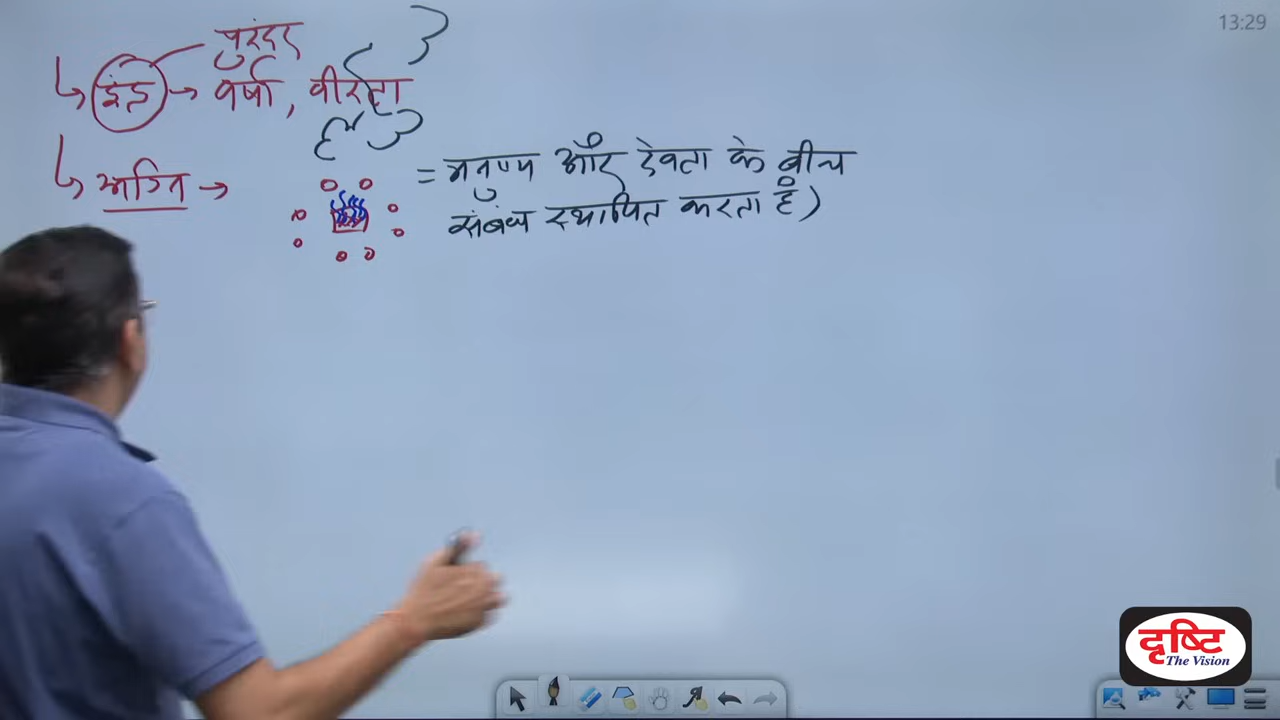 13:29
पुरंदर
↳ इंद्र → वर्षा, वीरता
↳ अग्नि →
= मनुष्य और देवता के बीच
संबंध स्थापित करता है)
दृष्टि
The Vision